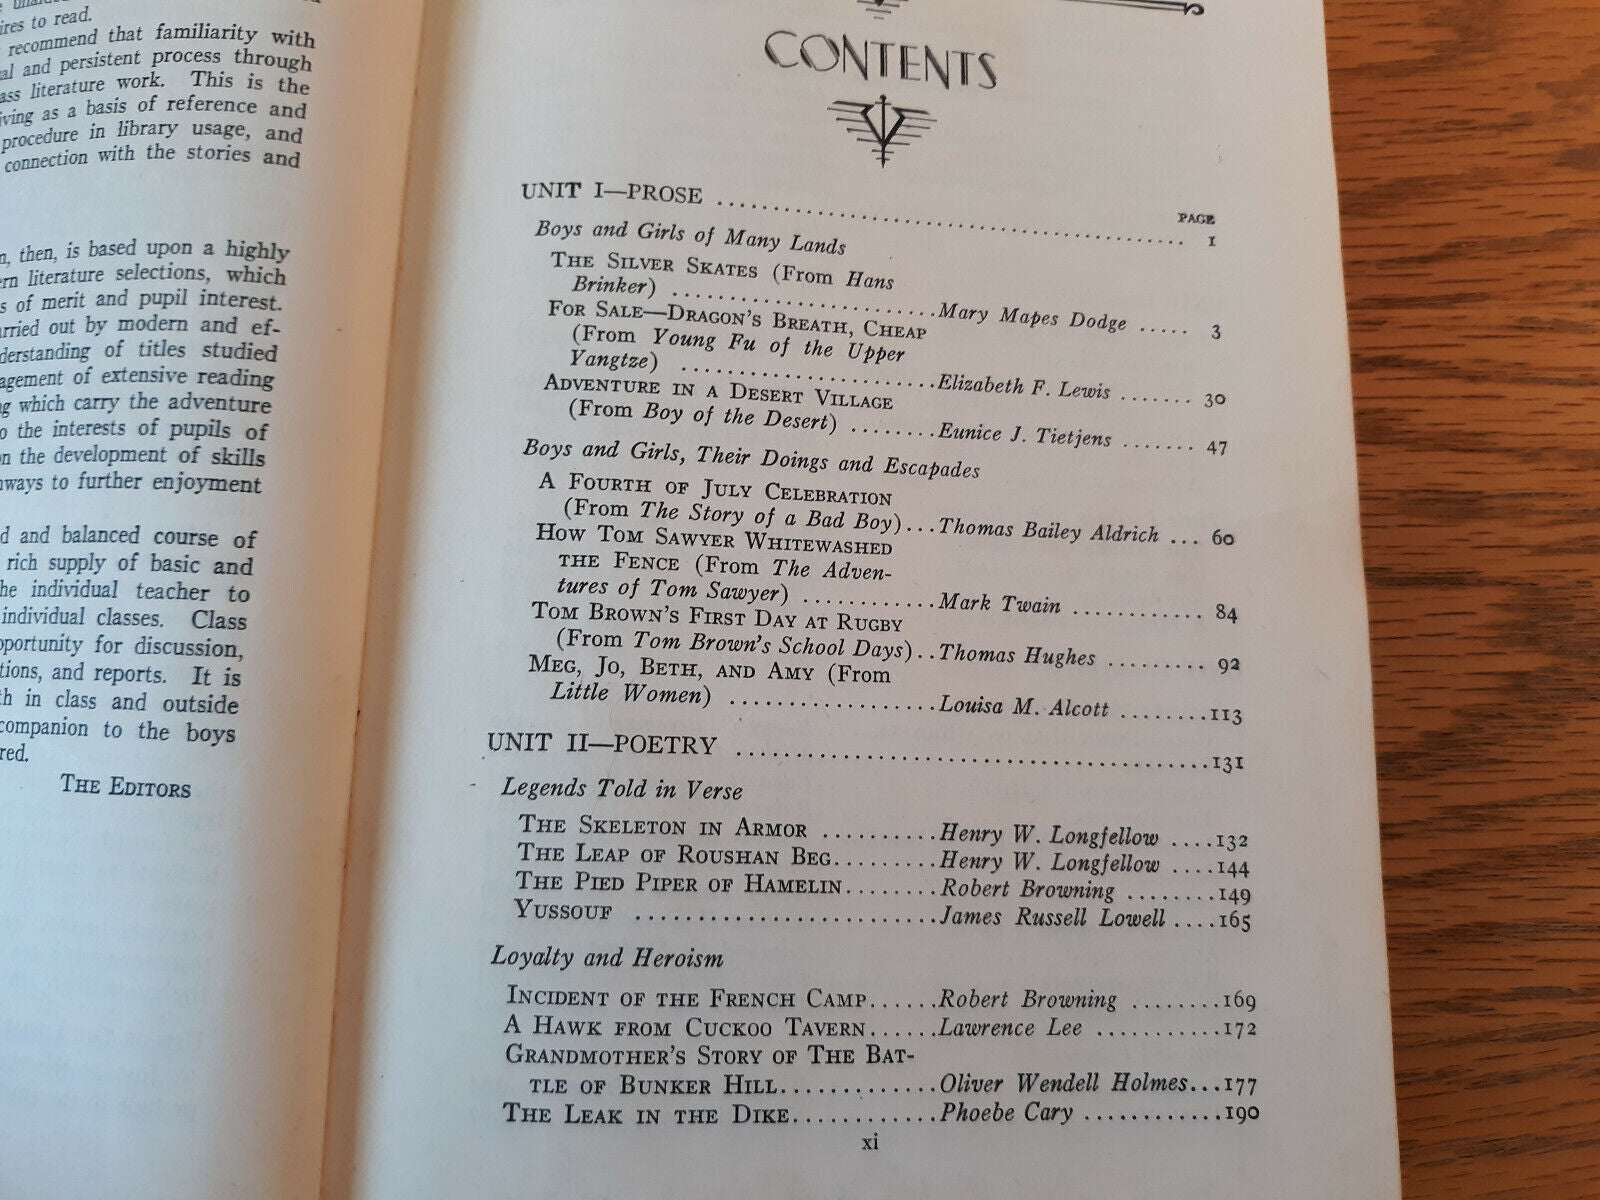 ires to read.
recommend that familiarity with
al and persistent process through
ass literature work. This is the
iving as a basis of reference and
procedure in library usage, and
connection with the stories and
n, then, is based upon a highly
ern literature selections, which
s of merit and pupil interest.
arried out by modern and ef-
derstanding of titles studied
agement of extensive reading
g which carry the adventure
o the interests of pupils of
on the development of skills
ways to further enjoyment
d and balanced course of
rich supply of basic and
he individual teacher to
individual classes. Class
pportunity for discussion,
tions, and reports. It is
th in class and outside
companion to the boys
red.
THE EDITORS
CONTENTS
PAGE
UNIT I—PROSE .......... 1
Boys and Girls of Many Lands
THE SILVER SKATES (From Hans
Brinker) .......... Mary Mapes Dodge ..... 3
FOR SALE—DRAGON'S BREATH, CHEAP
(From Young Fu of the Upper
Yangtze) .......... Elizabeth F. Lewis ....... 30
ADVENTURE IN A DESERT VILLAGE
(From Boy of the Desert) ........ Eunice J. Tietjens ....... 47
Boys and Girls, Their Doings and Escapades
A FOURTH OF JULY CELEBRATION
(From The Story of a Bad Boy)... Thomas Bailey Aldrich ... 60
HOW TOM SAWYER WHITEWASHED
THE FENCE (From The Adven-
tures of Tom Sawyer) ............ Mark Twain ............ 84
TOM BROWN'S FIRST DAY AT RUGBY
(From Tom Brown's School Days).. Thomas Hughes ......... 92
MEG, JO, BETH, AND AMY (From
Little Women) .................. Louisa M. Alcott ........113
UNIT II—POETRY ..........131
Legends Told in Verse
THE SKELETON IN ARMOR ..........Henry W. Longfellow ....132
THE LEAP OF ROUSHAN BEG.........Henry W. Longfellow ....144
THE PIED PIPER OF HAMELIN........Robert Browning ........149
YUSSOUF ..........................James Russell Lowell ....165
Loyalty and Heroism
INCIDENT OF THE FRENCH CAMP......Robert Browning ........169
A HAWK FROM CUCKOO TAVERN......Lawrence Lee ...........172
GRANDMOTHER'S STORY OF THE BAT-
TLE OF BUNKER HILL..............Oliver Wendell Holmes...177
THE LEAK IN THE DIKE.............Phoebe Cary ............190
xi